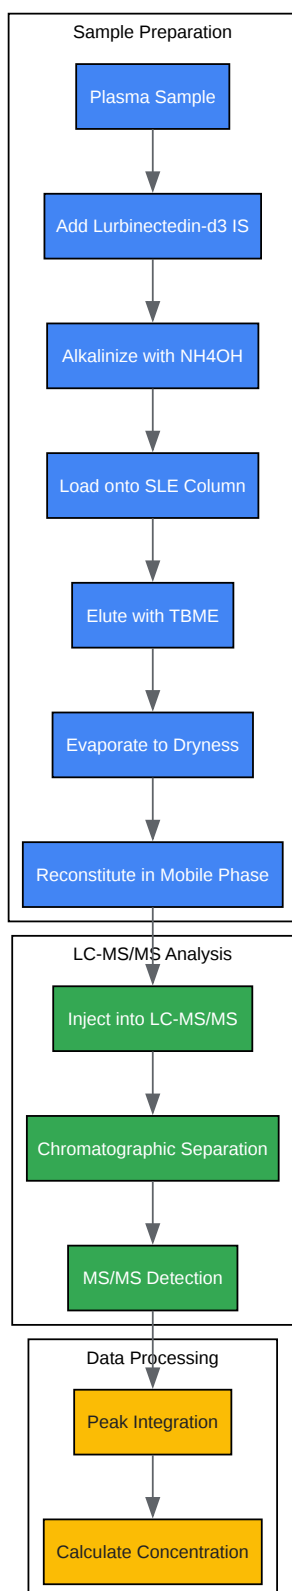 Sample Preparation
Plasma Sample
Add Lurbinectedin-d3 IS
Alkalinize with NH4OH
Load onto SLE Column
Elute with TBME
Evaporate to Dryness
Reconstitute in Mobile Phase
LC-MS/MS Analysis
Inject into LC-MS/MS
Chromatographic Separation
MS/MS Detection
Data Processing
Peak Integration
Calculate Concentration